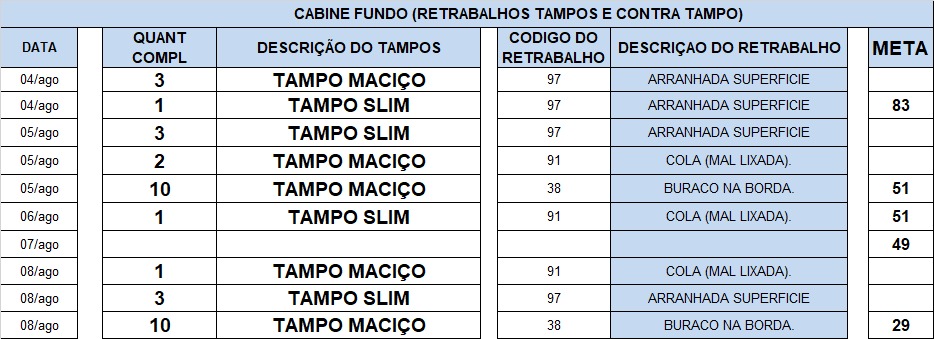 CABINE FUNDO (RETRABALHOS TAMPOS E CONTRA TAMPO)
DATA QUANT COMPL DESCRIÇÃO DO TAMPOS CODIGO DO RETRABALHO DESCRIÇAO DO RETRABALHO META
04/ago 3 TAMPO MACIÇO 97 ARRANHADA SUPERFICIE
04/ago 1 TAMPO SLIM 97 ARRANHADA SUPERFICIE 83
05/ago 3 TAMPO SLIM 97 ARRANHADA SUPERFICIE
05/ago 2 TAMPO MACIÇO 91 COLA (MAL LIXADA).
05/ago 10 TAMPO MACIÇO 38 BURACO NA BORDA. 51
06/ago 1 TAMPO SLIM 91 COLA (MAL LIXADA). 51
07/ago 49
08/ago 1 TAMPO MACIÇO 91 COLA (MAL LIXADA).
08/ago 3 TAMPO SLIM 97 ARRANHADA SUPERFICIE
08/ago 10 TAMPO MACIÇO 38 BURACO NA BORDA. 29